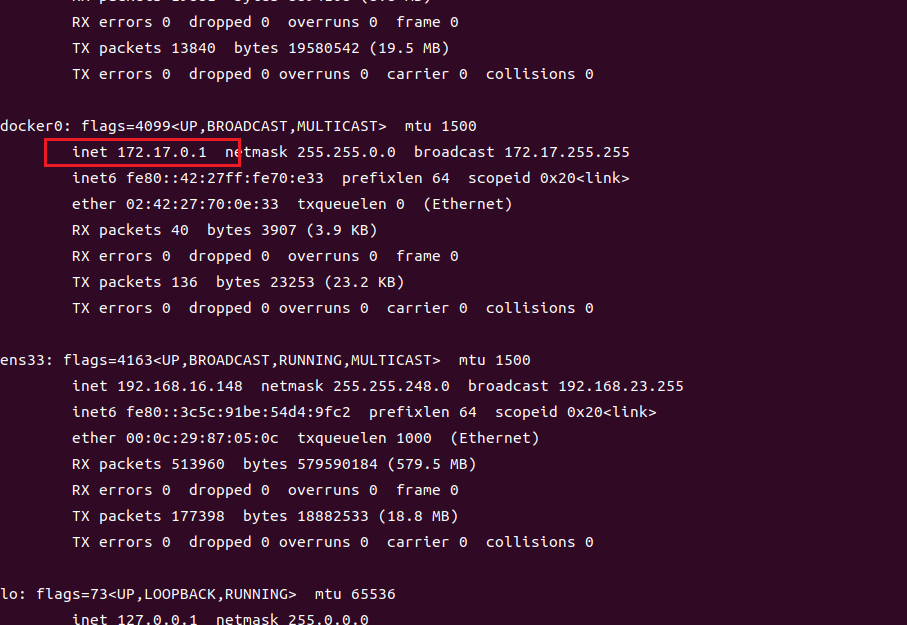 RX errors 0  dropped 0  overruns 0  frame 0
TX packets 13840  bytes 19580542 (19.5 MB)
TX errors 0  dropped 0 overruns 0  carrier 0  collisions 0
docker0: flags=4099<UP,BROADCAST,MULTICAST>  mtu 1500
inet 172.17.0.1  netmask 255.255.0.0  broadcast 172.17.255.255
inet6 fe80::42:27ff:fe70:e33  prefixlen 64  scopeid 0x20<link>
ether 02:42:27:70:0e:33  txqueuelen 0  (Ethernet)
RX packets 40  bytes 3907 (3.9 KB)
RX errors 0  dropped 0  overruns 0  frame 0
TX packets 136  bytes 23253 (23.2 KB)
TX errors 0  dropped 0 overruns 0  carrier 0  collisions 0
ens33: flags=4163<UP,BROADCAST,RUNNING,MULTICAST>  mtu 1500
inet 192.168.16.148  netmask 255.255.248.0  broadcast 192.168.23.255
inet6 fe80::3c5c:91be:54d4:9fc2  prefixlen 64  scopeid 0x20<link>
ether 00:0c:29:87:05:0c  txqueuelen 1000  (Ethernet)
RX packets 513960  bytes 579590184 (579.5 MB)
RX errors 0  dropped 0  overruns 0  frame 0
TX packets 177398  bytes 18882533 (18.8 MB)
TX errors 0  dropped 0 overruns 0  carrier 0  collisions 0
lo: flags=73<UP,LOOPBACK,RUNNING>  mtu 65536
inet 127.0.0.1  netmask 255.0.0.0